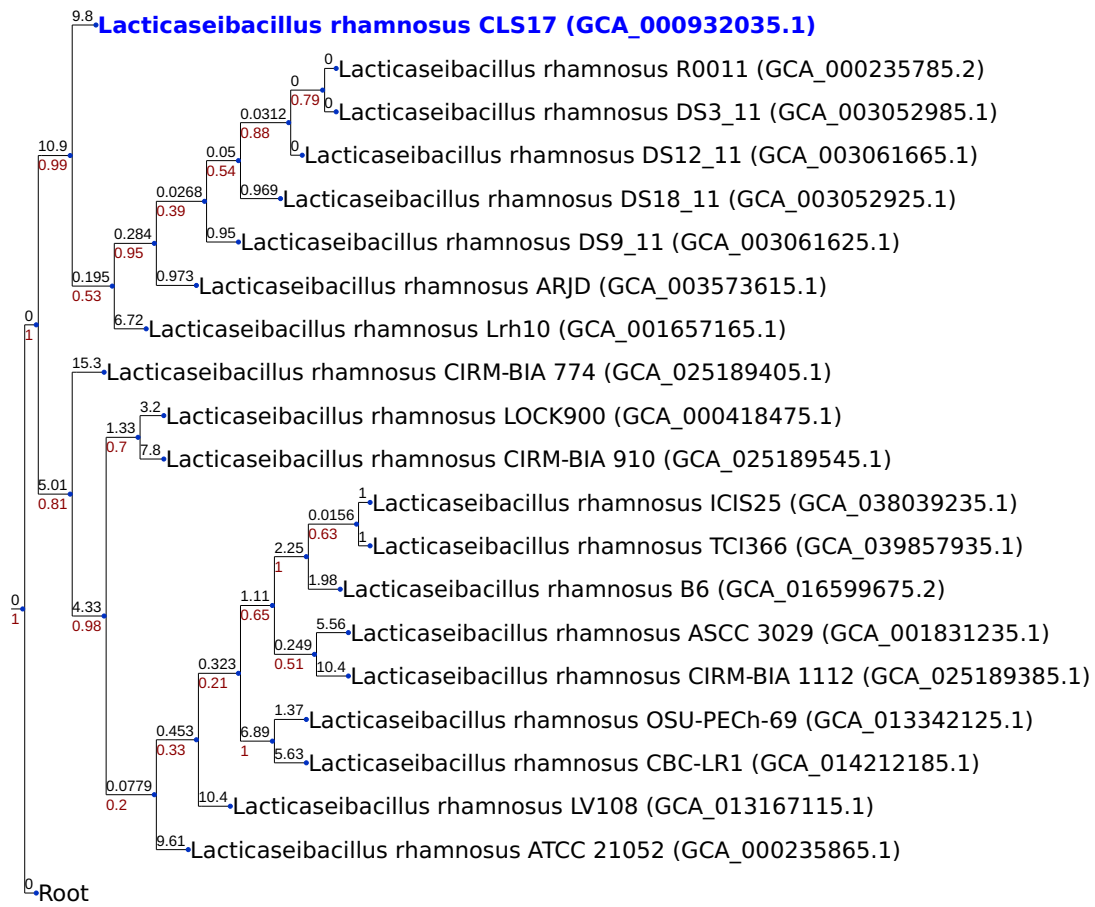 9.8 Lacticaseibacillus rhamnosus CLS17 (GCA_000932035.1)
0 Lacticaseibacillus rhamnosus R0011 (GCA_000235785.2)
0
0.79 0 Lacticaseibacillus rhamnosus DS3_11 (GCA_003052985.1)
0.0312
0.88
10.9 0 Lacticaseibacillus rhamnosus DS12_11 (GCA_003061665.1)
0.99 0.05
0.54
0.0268 0.969 Lacticaseibacillus rhamnosus DS18_11 (GCA_003052925.1)
0.39
0.284 0.95 Lacticaseibacillus rhamnosus DS9_11 (GCA_003061625.1)
0.95
0.195 0.973 Lacticaseibacillus rhamnosus ARJD (GCA_003573615.1)
0.53
0 6.72 Lacticaseibacillus rhamnosus Lrh10 (GCA_001657165.1)
1
15.3 Lacticaseibacillus rhamnosus CIRM-BIA 774 (GCA_025189405.1)
3.2 Lacticaseibacillus rhamnosus LOCK900 (GCA_000418475.1)
1.33
0.7 7.8 Lacticaseibacillus rhamnosus CIRM-BIA 910 (GCA_025189545.1)
5.01 1 Lacticaseibacillus rhamnosus ICIS25 (GCA_038039235.1)
0.81 0.0156
0.63 1 Lacticaseibacillus rhamnosus TCI366 (GCA_039857935.1)
2.25
1
1.98 Lacticaseibacillus rhamnosus B6 (GCA_016599675.2)
0 4.33 1.11
1 0.98 0.65 5.56 Lacticaseibacillus rhamnosus ASCC 3029 (GCA_001831235.1)
0.249
0.51
0.323 10.4 Lacticaseibacillus rhamnosus CIRM-BIA 1112 (GCA_025189385.1)
0.21
1.37 Lacticaseibacillus rhamnosus OSU-PECh-69 (GCA_013342125.1)
0.453 6.89
0.33 1 5.63 Lacticaseibacillus rhamnosus CBC-LR1 (GCA_014212185.1)
0.0779
0.2 10.4 Lacticaseibacillus rhamnosus LV108 (GCA_013167115.1)
9.61 Lacticaseibacillus rhamnosus ATCC 21052 (GCA_000235865.1)
0 Root